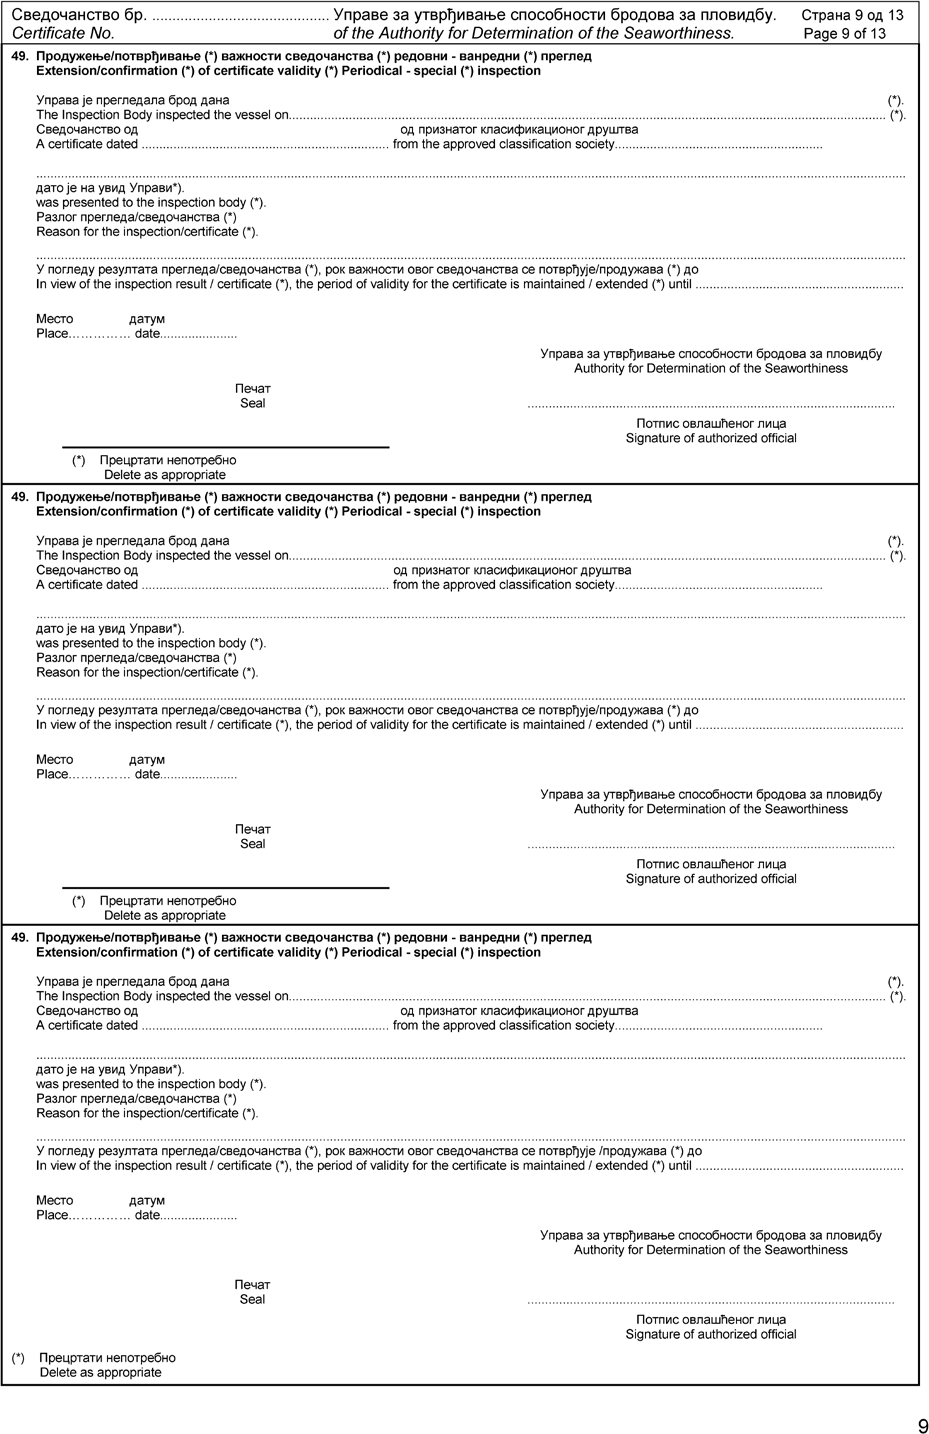 Сведочанство бр. .......................................... Управе за утврђивање способности бродова за пловидбу. Страна 9 од 13
Certificate No. of the Authority for Determination of the Seaworthiness. Page 9 of 13
49. Продужење/потврђивање (*) важности сведочанства (*) редовни - ванредни (*) преглед
Extension/confirmation (*) of certificate validity (*) Periodical - special (*) inspection
Управа је прегледала брод дана (*).
The Inspection Body inspected the vessel on.......................................................... (*).
Сведочанство од од признатог класификационог друштва
A certificate dated ...................................................................... from the approved classification society...........................................................
..........................................................................................
дато је на увид Управи*).
was presented to the inspection body (*).
Разлог прегледа/сведочанства (*)
Reason for the inspection/certificate (*).
..........................................................................................
У погледу резултата прегледа/сведочанства (*), рок важности овог сведочанства се потврђује/продужава (*) до
In view of the inspection result / certificate (*), the period of validity for the certificate is maintained / extended (*) until ...........................................................
Место датум
Place…………… date......................
Управа за утврђивање способности бродова за пловидбу
Authority for Determination of the Seaworthiness
Печат
Seal ..........................................................................................
Потпис овлашћеног лица
Signature of authorized official
(*) Прецртати непотребно
Delete as appropriate
49. Продужење/потврђивање (*) важности сведочанства (*) редовни - ванредни (*) преглед
Extension/confirmation (*) of certificate validity (*) Periodical - special (*) inspection
Управа је прегледала брод дана (*).
The Inspection Body inspected the vessel on.......................................................... (*).
Сведочанство од од признатог класификационог друштва
A certificate dated ...................................................................... from the approved classification society...........................................................
..........................................................................................
дато је на увид Управи*).
was presented to the inspection body (*).
Разлог прегледа/сведочанства (*)
Reason for the inspection/certificate (*).
..........................................................................................
У погледу резултата прегледа/сведочанства (*), рок важности овог сведочанства се потврђује/продужава (*) до
In view of the inspection result / certificate (*), the period of validity for the certificate is maintained / extended (*) until ...........................................................
Место датум
Place…………… date......................
Управа за утврђивање способности бродова за пловидбу
Authority for Determination of the Seaworthiness
Печат
Seal ..........................................................................................
Потпис овлашћеног лица
Signature of authorized official
(*) Прецртати непотребно
Delete as appropriate
49. Продужење/потврђивање (*) важности сведочанства (*) редовни - ванредни (*) преглед
Extension/confirmation (*) of certificate validity (*) Periodical - special (*) inspection
Управа је прегледала брод дана (*).
The Inspection Body inspected the vessel on.......................................................... (*).
Сведочанство од од признатог класификационог друштва
A certificate dated ...................................................................... from the approved classification society...........................................................
..........................................................................................
дато је на увид Управи*).
was presented to the inspection body (*).
Разлог прегледа/сведочанства (*)
Reason for the inspection/certificate (*).
..........................................................................................
У погледу резултата прегледа/сведочанства (*), рок важности овог сведочанства се потврђује /продужава (*) до
In view of the inspection result / certificate (*), the period of validity for the certificate is maintained / extended (*) until ...........................................................
Место датум
Place…………… date......................
Управа за утврђивање способности бродова за пловидбу
Authority for Determination of the Seaworthiness
Печат
Seal ..........................................................................................
Потпис овлашћеног лица
Signature of authorized official
(*) Прецртати непотребно
Delete as appropriate
9